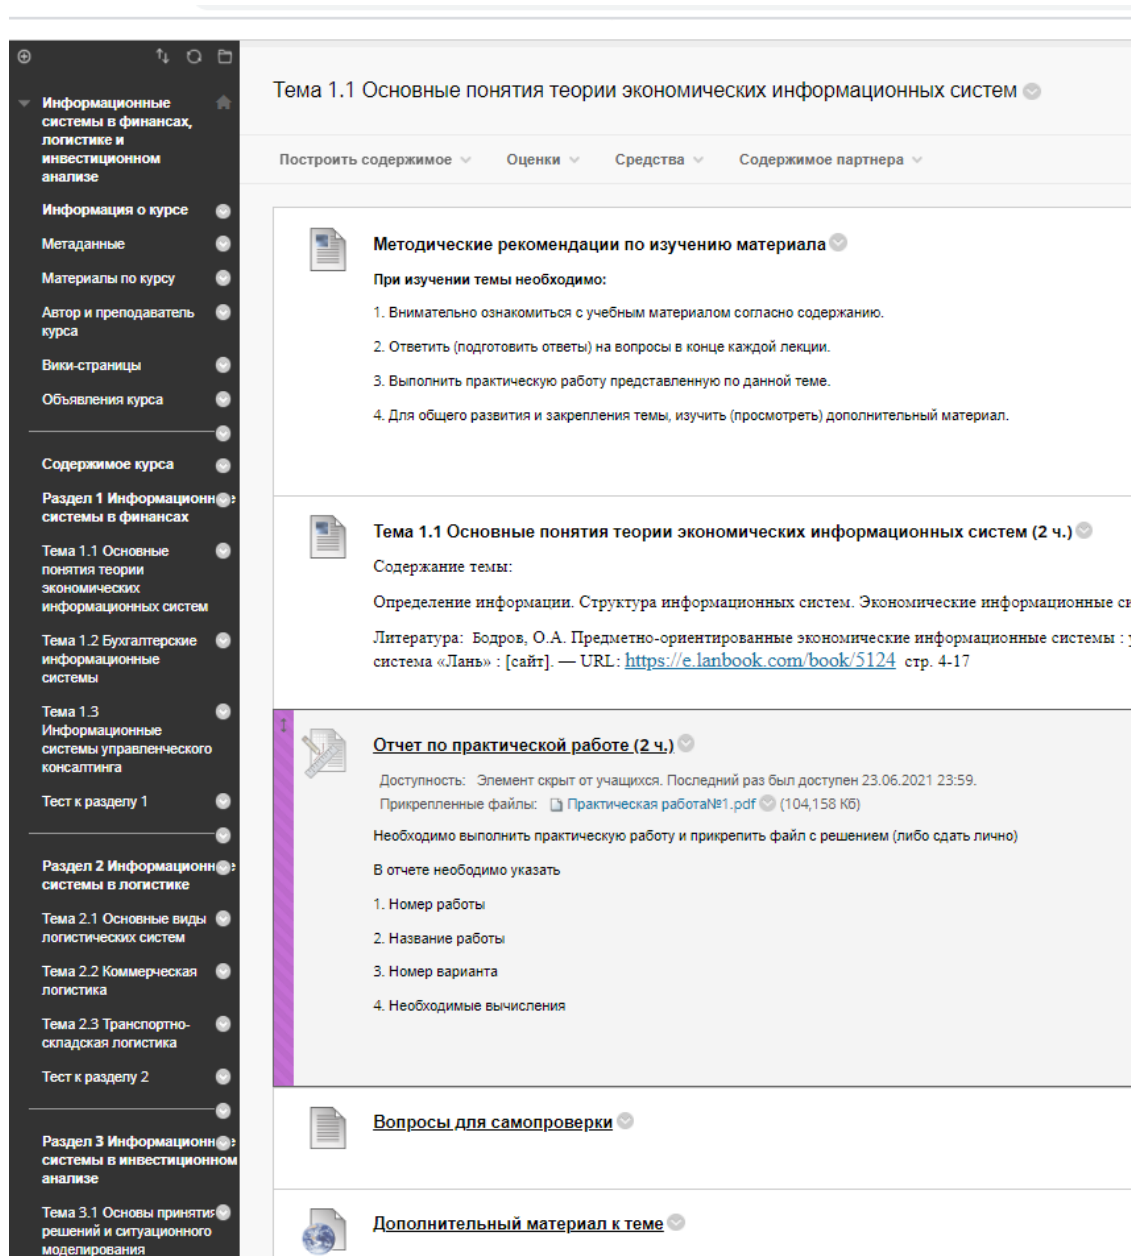 Информационные
системы в финансах,
логистике и
инвестиционном
анализе
Информация о курсе
Метаданные
Материалы по курсу
Автор и преподаватель
курса
Вики-страницы
Объявления курса
Содержимое курса
Раздел 1 Информационн
системы в финансах
Тема 1.1 Основные
понятия теории
экономических
информационных систем
Тема 1.2 Бухгалтерские
информационные
системы
Тема 1.3
Информационные
системы управленческого
консалтинга
Тест к разделу 1
Раздел 2 Информационн
системы в логистике
Тема 2.1 Основные виды
логистических систем
Тема 2.2 Коммерческая
логистика
Тема 2.3 Транспортно-
складская логистика
Тест к разделу 2
Раздел 3 Информационн
системы в инвестиционном
анализе
Тема 3.1 Основы принятия
решений и ситуационного
моделирования
Тема 1.1 Основные понятия теории экономических информационных систем
Построить содержимое Оценки Средства Содержимое партнера
Методические рекомендации по изучению материала
При изучении темы необходимо:
1. Внимательно ознакомиться с учебным материалом согласно содержанию.
2. Ответить (подготовить ответы) на вопросы в конце каждой лекции.
3. Выполнить практическую работу представленную по данной теме.
4. Для общего развития и закрепления темы, изучить (просмотреть) дополнительный материал.
Тема 1.1 Основные понятия теории экономических информационных систем (2 ч.)
Содержание темы:
Определение информации. Структура информационных систем. Экономические информационные си
Литература: Бодров, О.А. Предметно-ориентированные экономические информационные системы : у
система «Лань» : [сайт]. — URL: https://e.lanbook.com/book/5124 стр. 4-17
Отчет по практической работе (2 ч.)
Доступность: Элемент скрыт от учащихся. Последний раз был доступен 23.06.2021 23:59.
Прикрепленные файлы: Практическая работа№1.pdf (104,158 Кб)
Необходимо выполнить практическую работу и прикрепить файл с решением (либо сдать лично)
В отчете неободимо указать
1. Номер работы
2. Название работы
3. Номер варианта
4. Необходимые вычисления
Вопросы для самопроверки
Дополнительный материал к теме